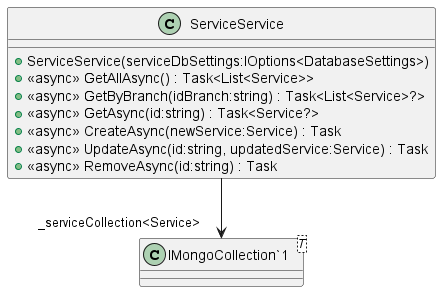 C ServiceService
ServiceService(serviceDbSettings:IOptions<DatabaseSettings>)
«async» GetAllAsync() : Task<List<Service>>
«async» GetByBranch(idBranch:string) : Task<List<Service>?>
«async» GetAsync(id:string) : Task<Service?>
«async» CreateAsync(newService:Service) : Task
«async» UpdateAsync(id:string, updatedService:Service) : Task
«async» RemoveAsync(id:string) : Task
_serviceCollection<Service>
T
C IMongoCollection`1